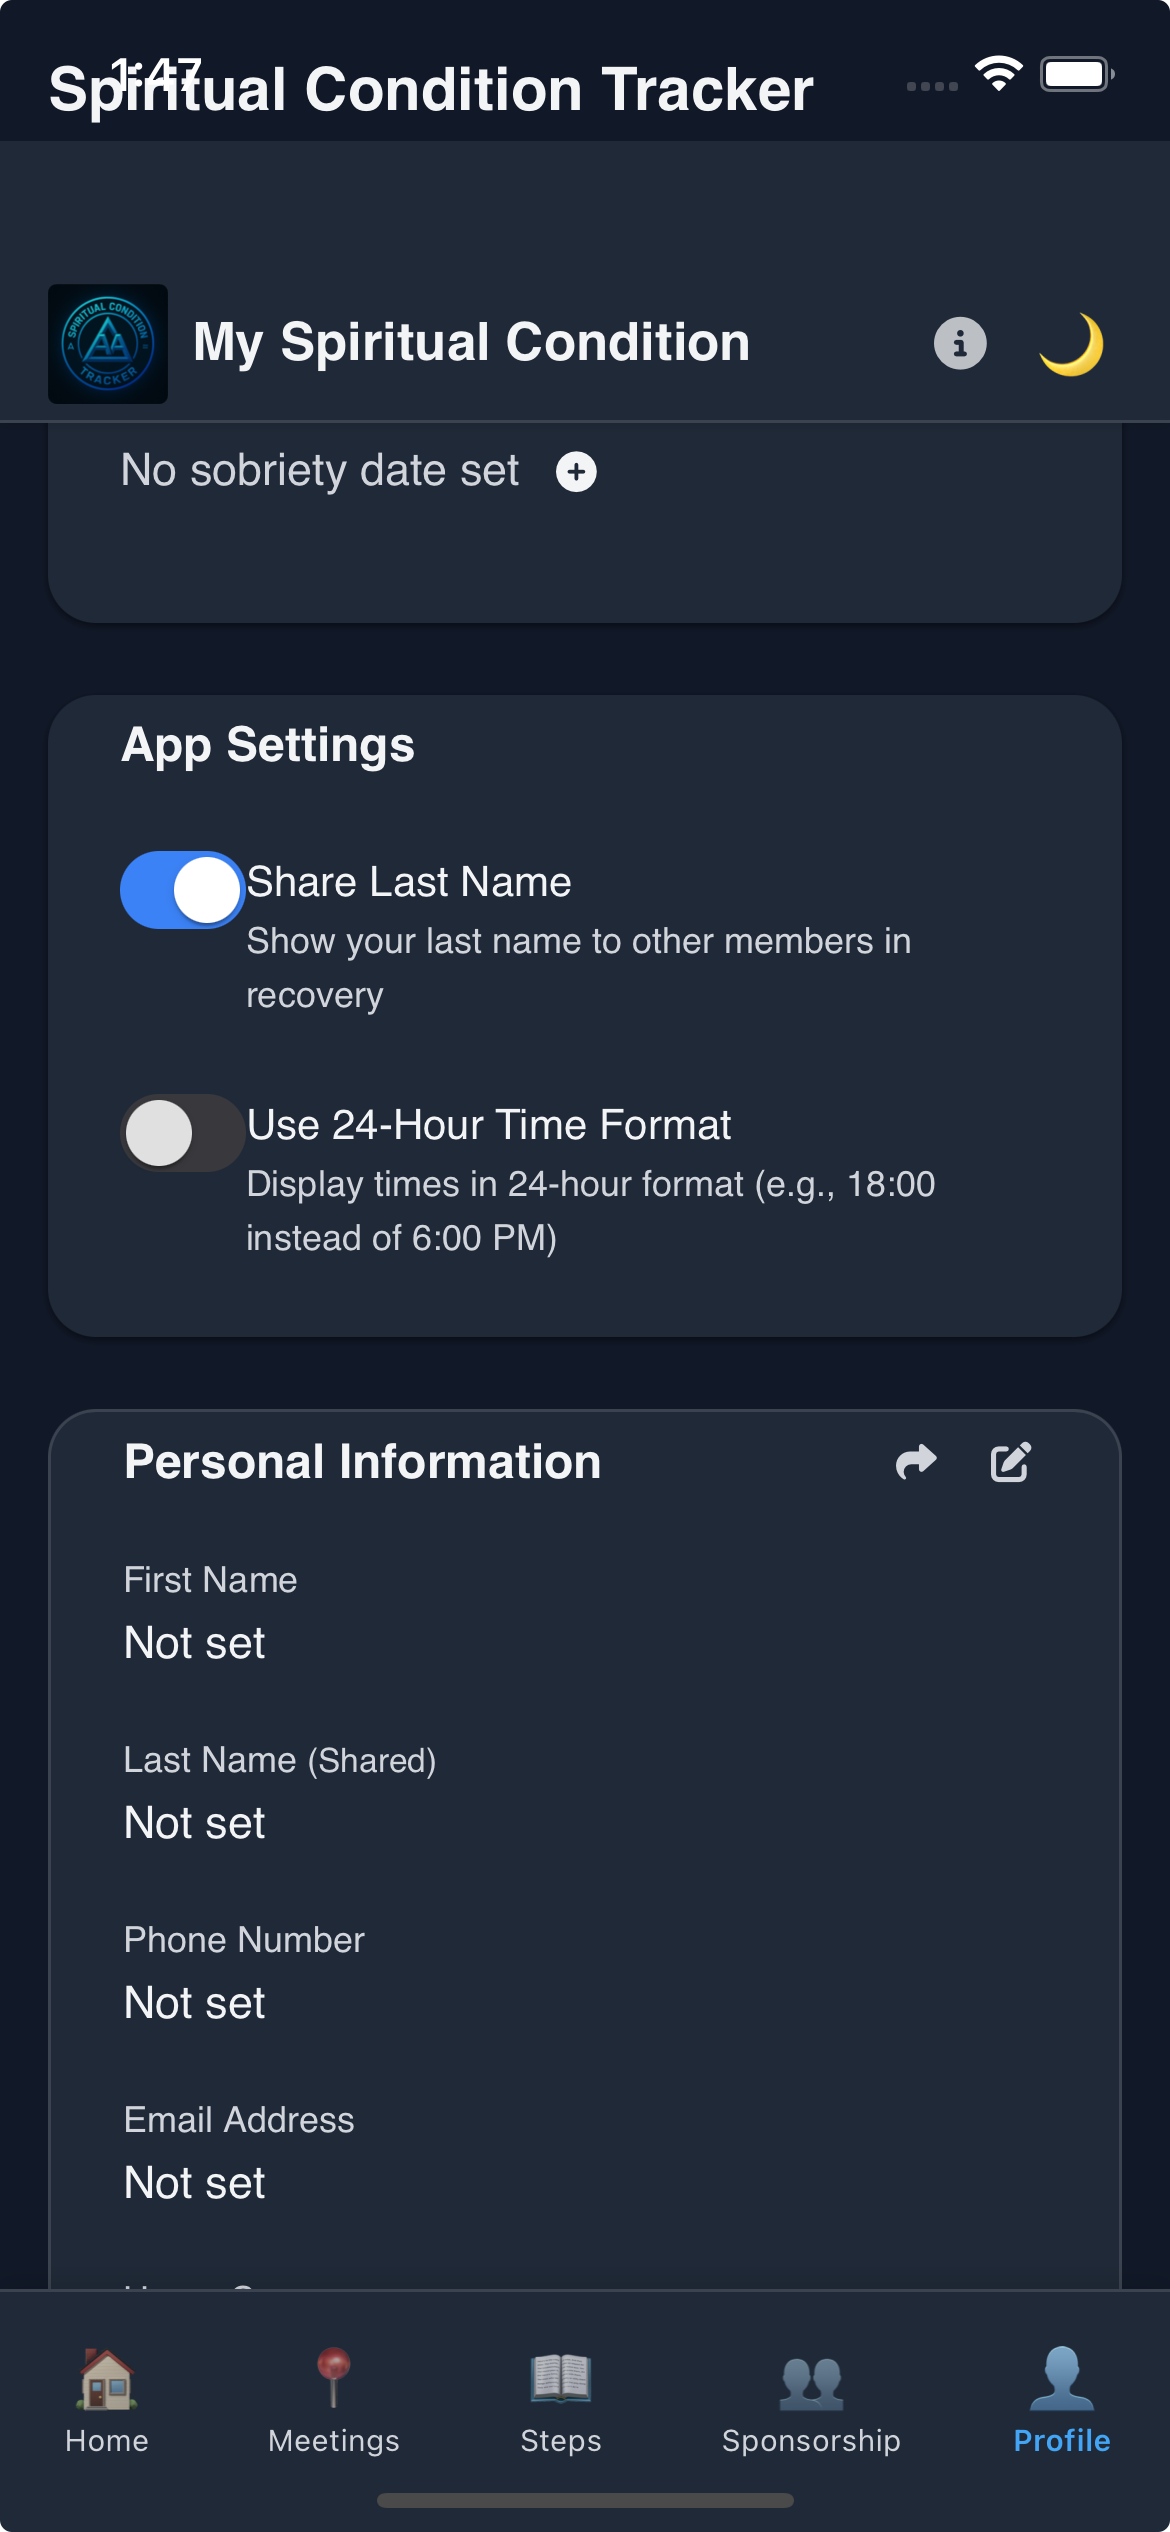 1:47
Spiritual Condition Tracker
SPIRITUAL CONDITION
AA
TRACKER
My Spiritual Condition
No sobriety date set
App Settings
Share Last Name
Show your last name to other members in
recovery
Use 24-Hour Time Format
Display times in 24-hour format (e.g., 18:00
instead of 6:00 PM)
Personal Information
First Name
Not set
Last Name (Shared)
Not set
Phone Number
Not set
Email Address
Not set
Home
Meetings
Steps
Sponsorship
Profile